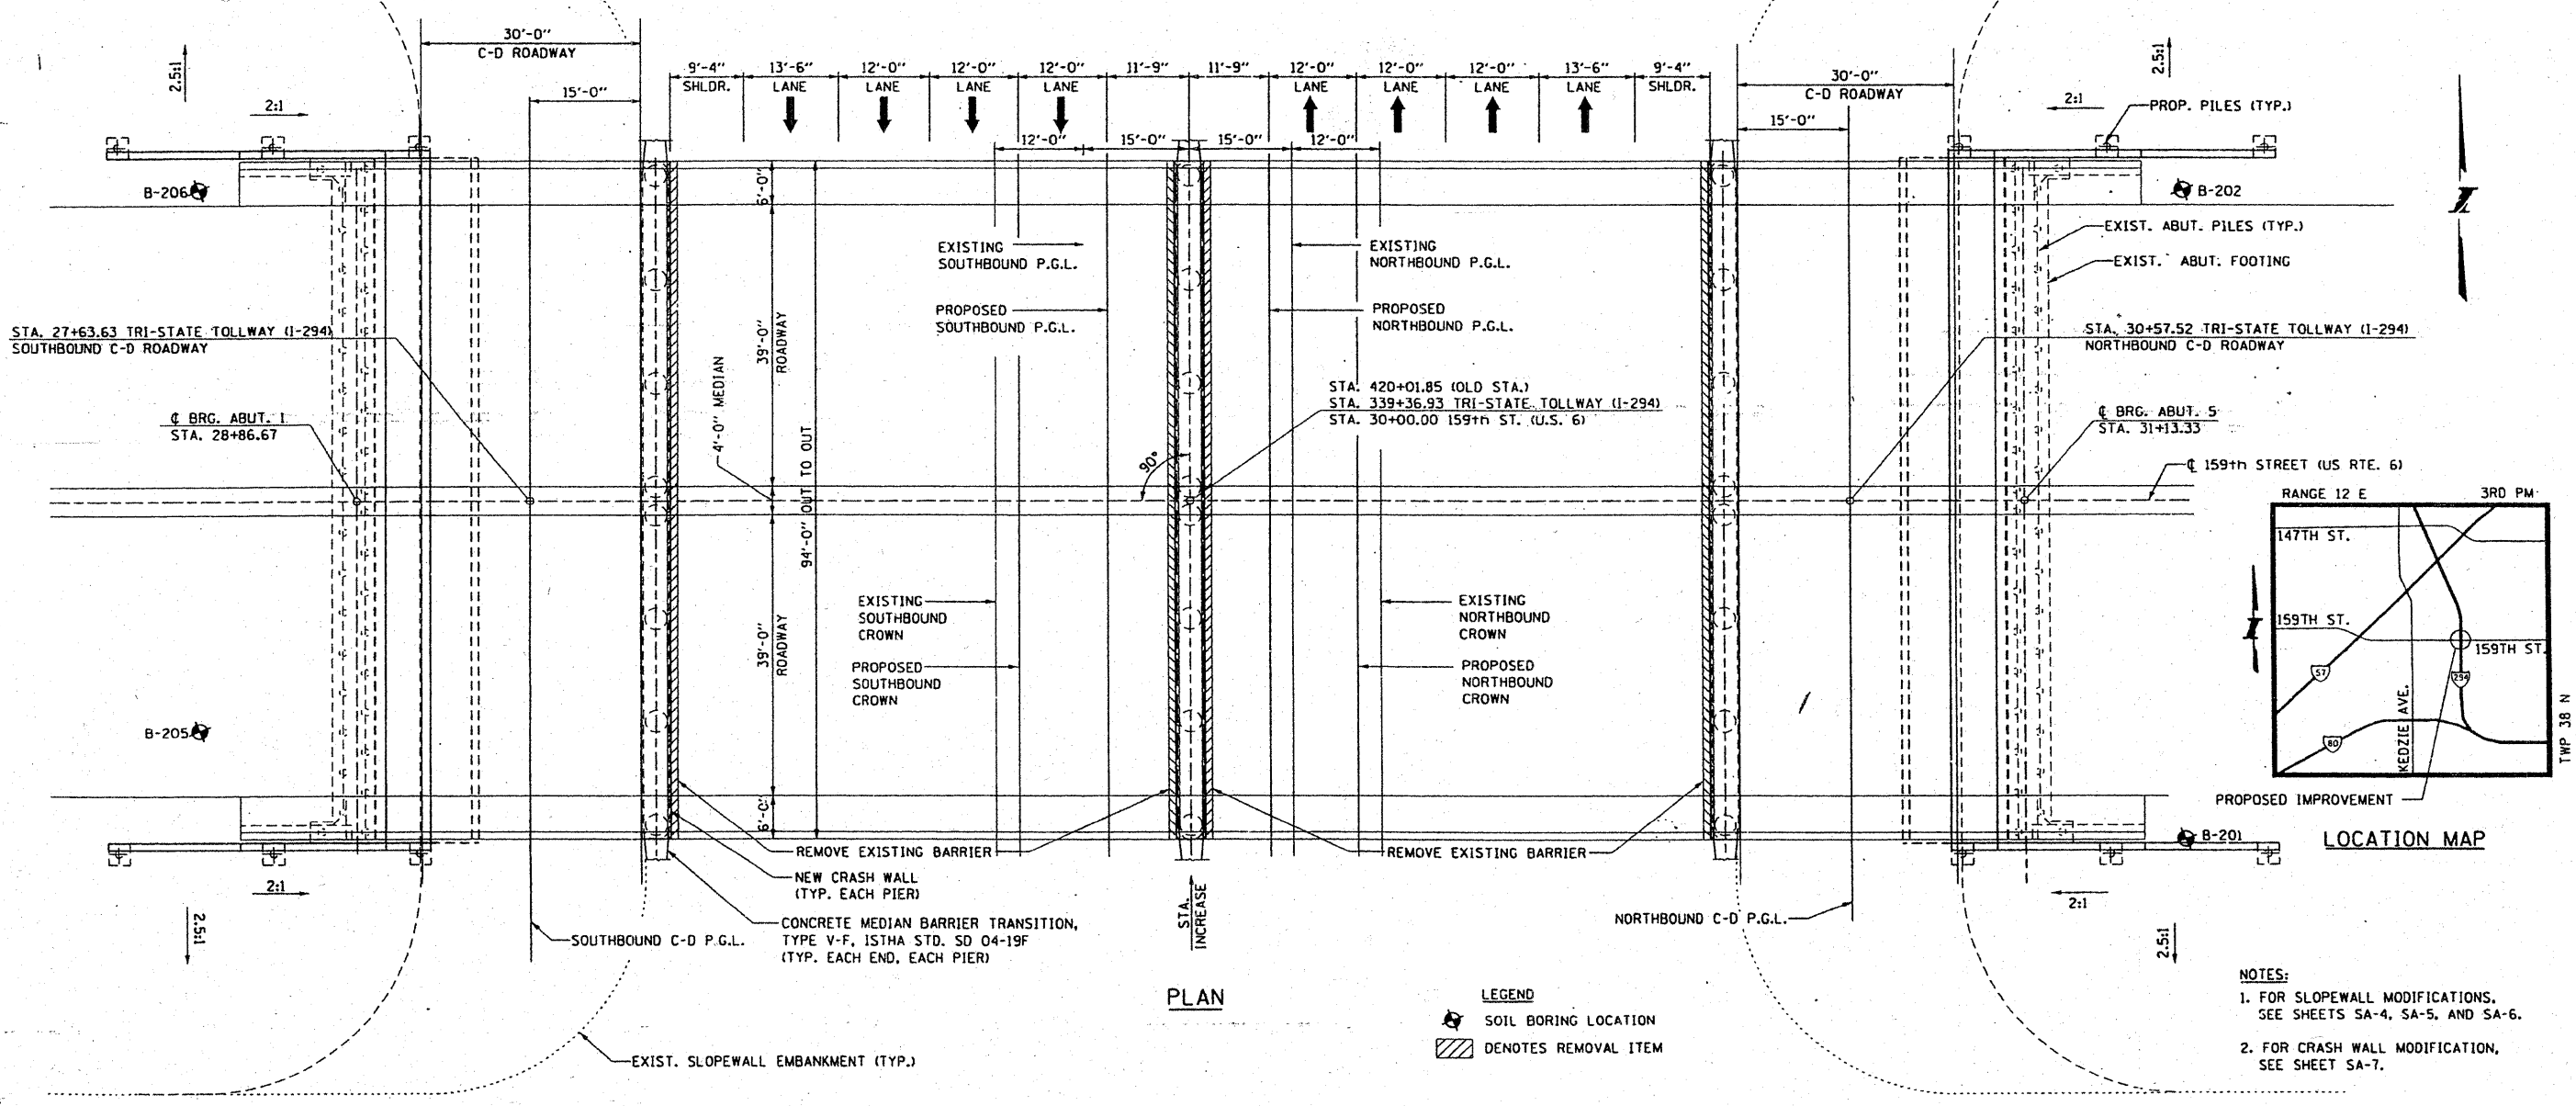 30'-0"
C-D ROADWAY
15'-0"
9'-4"
SHLDR.
13'-6"
LANE
12'-0"
LANE
12'-0"
LANE
12'-0"
LANE
11'-9"
11'-9"
12'-0"
LANE
12'-0"
LANE
12'-0"
LANE
13'-6"
LANE
9'-4"
SHLDR.
30'-0"
C-D ROADWAY
15'-0"
2.5:1
2:1
2.5:1
2:1
PROP. PILES (TYP.)
12'-0"
15'-0"
15'-0"
12'-0"
B-206
6'-0"
B-202
EXISTING
SOUTHBOUND P.G.L.
EXISTING
NORTHBOUND P.G.L.
EXIST. ABUT. PILES (TYP.)
EXIST. ABUT. FOOTING
PROPOSED
SOUTHBOUND P.G.L.
PROPOSED
NORTHBOUND P.G.L.
STA. 27+63.63 TRI-STATE TOLLWAY (I-294)
SOUTHBOUND C-D ROADWAY
39'-0"
ROADWAY
STA. 30+57.52 TRI-STATE TOLLWAY (I-294)
NORTHBOUND C-D ROADWAY
4'-0" MEDIAN
STA. 420+01.85 (OLD STA.)
STA. 339+36.93 TRI-STATE TOLLWAY (I-294)
STA. 30+00.00 159th ST. (U.S. 6)
℄ BRG. ABUT. 1
STA. 28+86.67
℄ BRG. ABUT. 5
STA. 31+13.33
94'-0" OUT TO OUT
90°
℄ 159th STREET (US RTE. 6)
RANGE 12 E
3RD PM
147TH ST.
159TH ST.
159TH ST.
57
294
80
KEDZIE AVE.
TWP 38 N
PROPOSED IMPROVEMENT
LOCATION MAP
EXISTING
SOUTHBOUND
CROWN
EXISTING
NORTHBOUND
CROWN
39'-0"
ROADWAY
PROPOSED
SOUTHBOUND
CROWN
PROPOSED
NORTHBOUND
CROWN
B-205
6'-0"
B-201
REMOVE EXISTING BARRIER
REMOVE EXISTING BARRIER
NEW CRASH WALL
(TYP. EACH PIER)
2:1
2:1
2.5:1
2.5:1
CONCRETE MEDIAN BARRIER TRANSITION,
TYPE V-F, ISTHA STD. SD 04-19F
(TYP. EACH END, EACH PIER)
SOUTHBOUND C-D P.G.L.
STA.
INCREASE
NORTHBOUND C-D P.G.L.
EXIST. SLOPEWALL EMBANKMENT (TYP.)
PLAN
LEGEND
SOIL BORING LOCATION
DENOTES REMOVAL ITEM
NOTES:
1. FOR SLOPEWALL MODIFICATIONS,
SEE SHEETS SA-4, SA-5, AND SA-6.
2. FOR CRASH WALL MODIFICATION,
SEE SHEET SA-7.